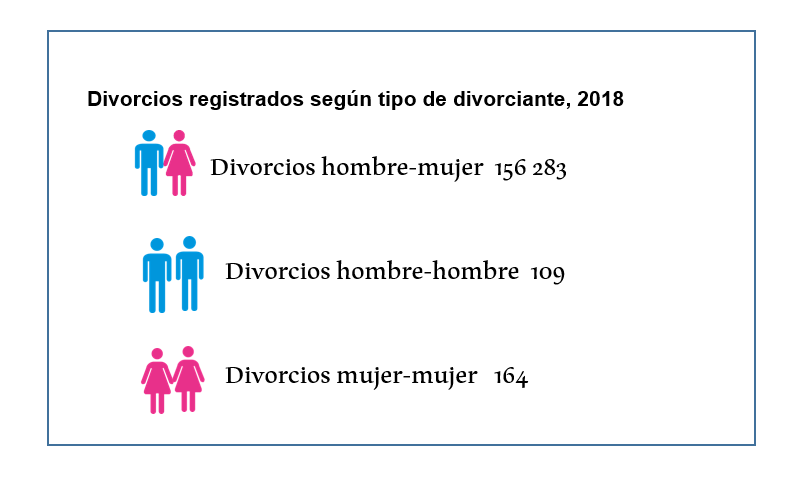 Divorcios registrados según tipo de divorciante, 2018
Divorcios hombre-mujer 156 283
Divorcios hombre-hombre 109
Divorcios mujer-mujer 164